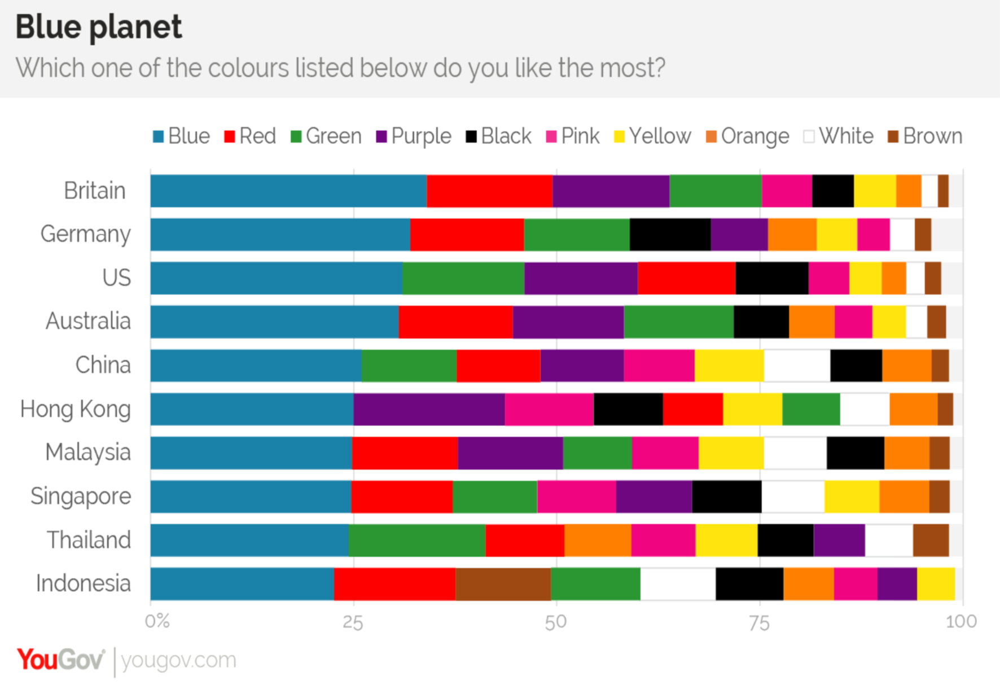 Blue planet
Which one of the colours listed below do you like the most?
Blue Red Green Purple Black Pink Yellow Orange White Brown
Britain
Germany
US
Australia
China
Hong Kong
Malaysia
Singapore
Thailand
Indonesia
0% 25 50 75 100
YouGov® | yougov.com